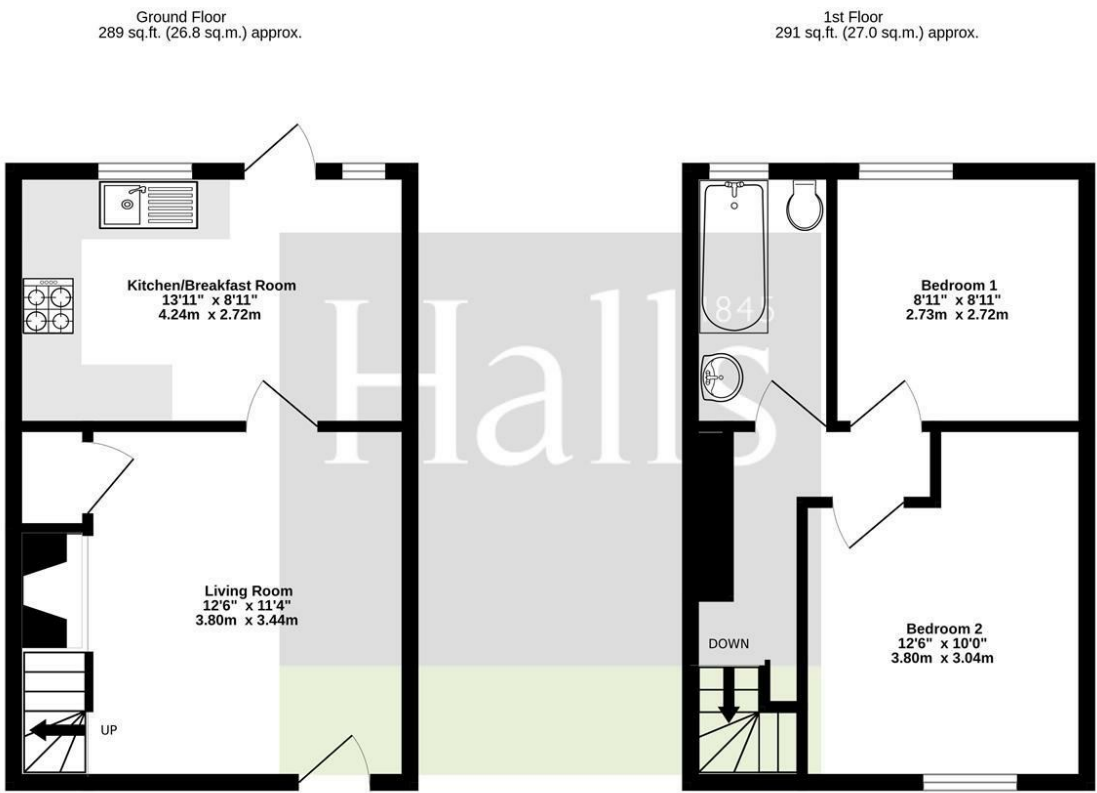 Ground Floor
289 sq.ft. (26.8 sq.m.) approx.
1st Floor
291 sq.ft. (27.0 sq.m.) approx.
Kitchen/Breakfast Room
13'11" x 8'11"
4.24m x 2.72m
Bedroom 1
8'11" x 8'11"
2.73m x 2.72m
1845
Halls
Living Room
12'6" x 11'4"
3.80m x 3.44m
Bedroom 2
12'6" x 10'0"
3.80m x 3.04m
DOWN
UP